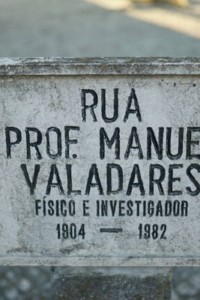 RUA
PROF. MANUE
VALADARES
FÍSICO E INVESTIGADOR
1904 — 1982